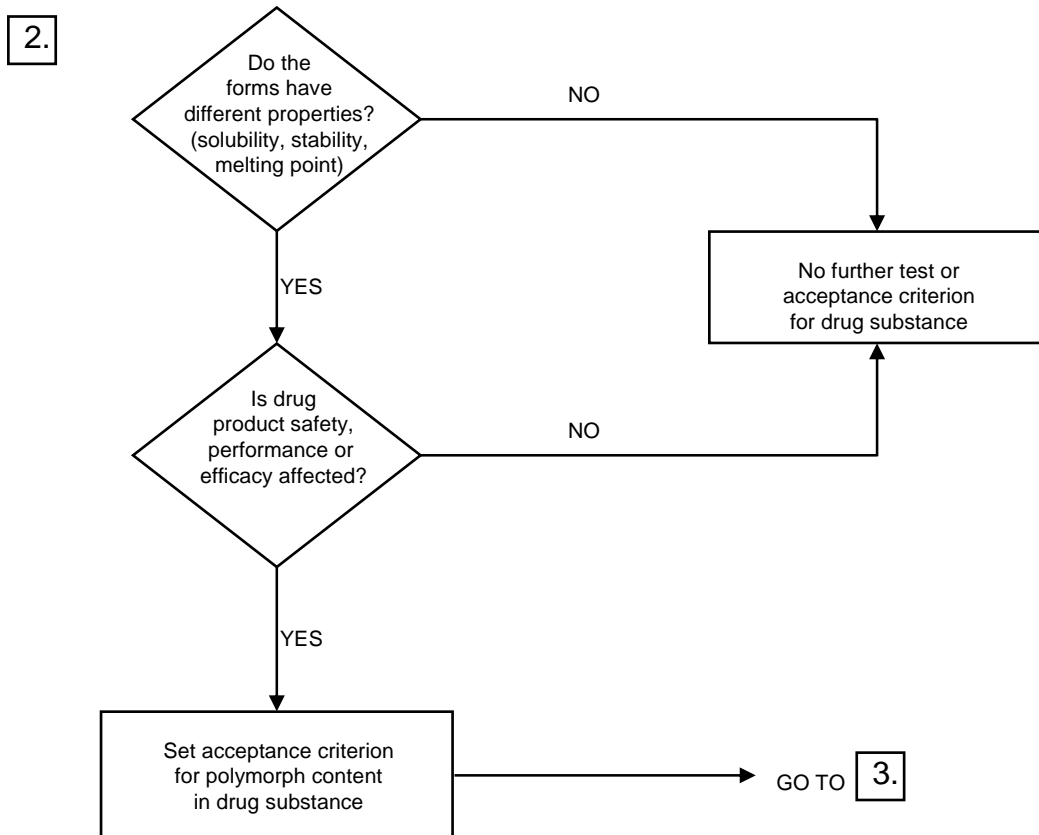 2.
Do the
forms have
different properties?
(solubility, stability,
melting point)
NO
YES
No further test or
acceptance criterion
for drug substance
Is drug
product safety,
performance or
efficacy affected?
NO
YES
Set acceptance criterion
for polymorph content
in drug substance
GO TO 3.